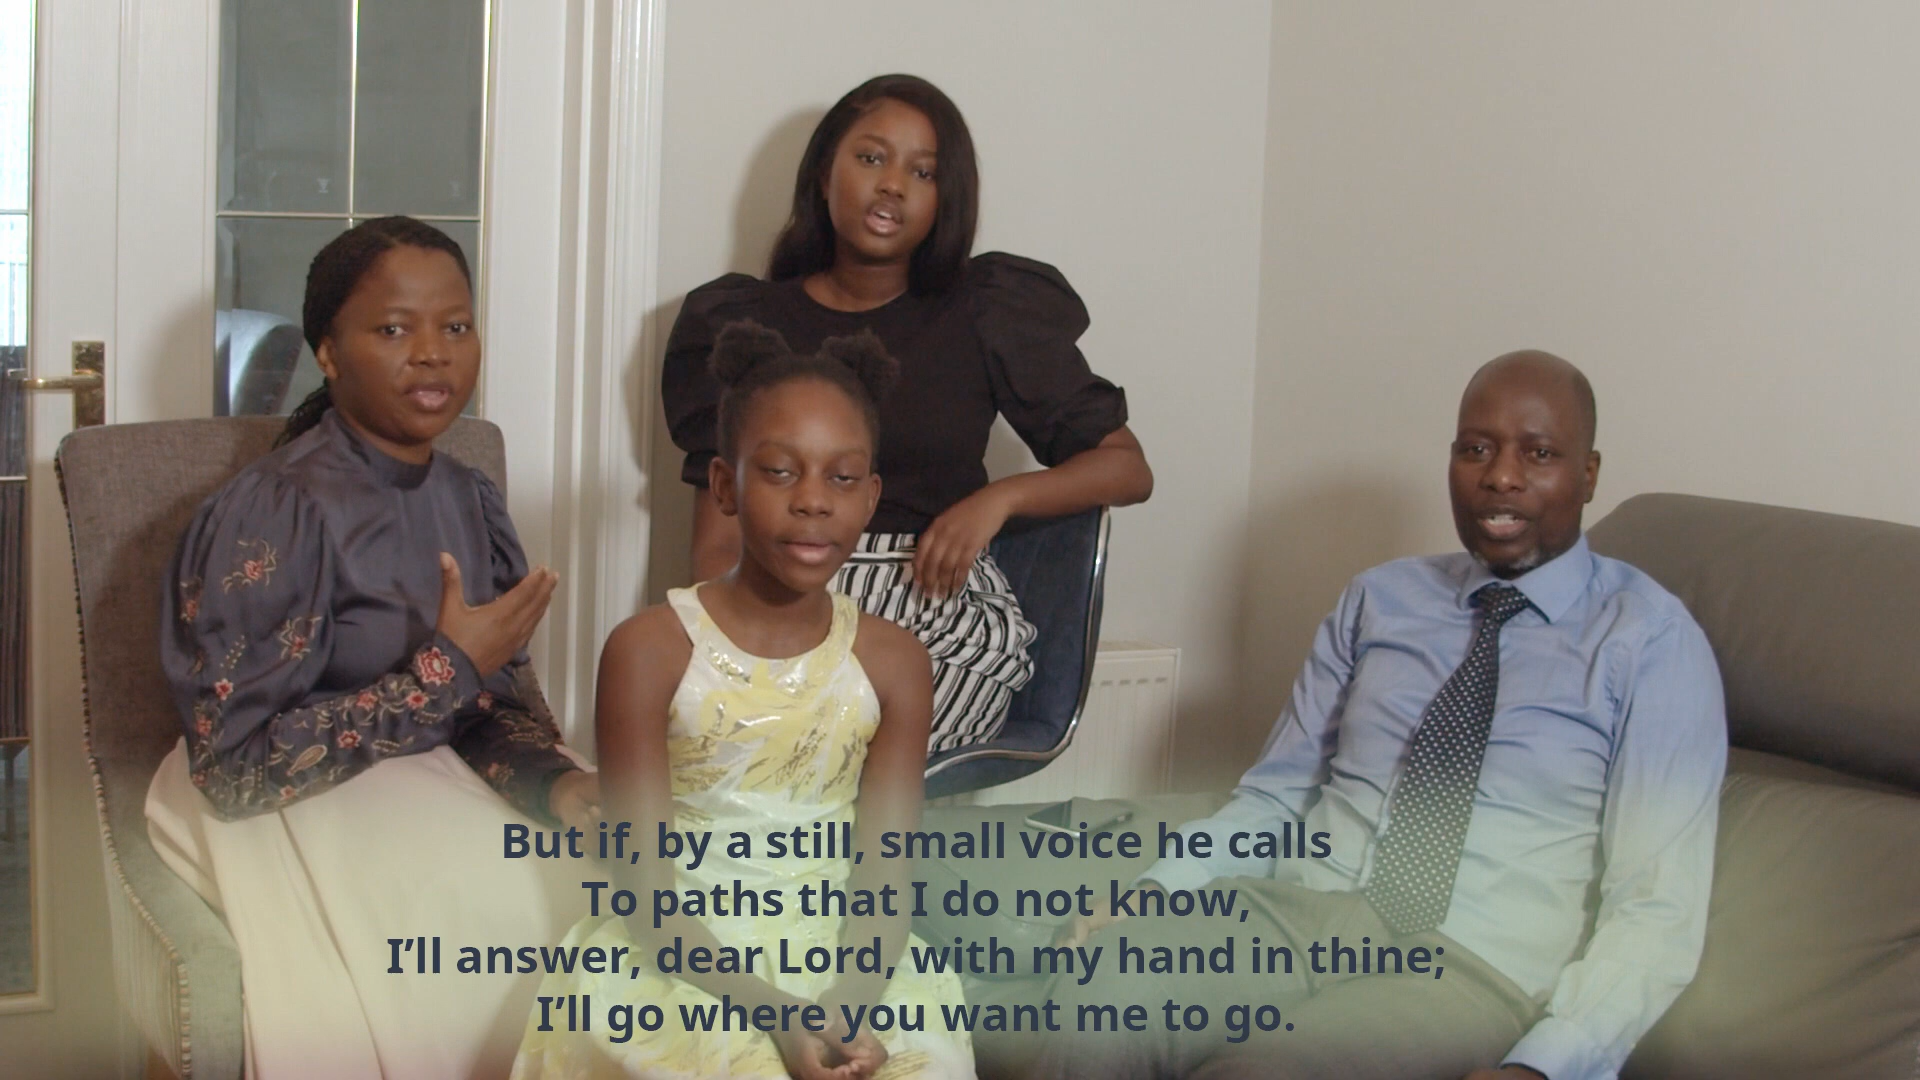 But if, by a still, small voice he calls
To paths that I do not know,
I’ll answer, dear Lord, with my hand in thine;
I’ll go where you want me to go.